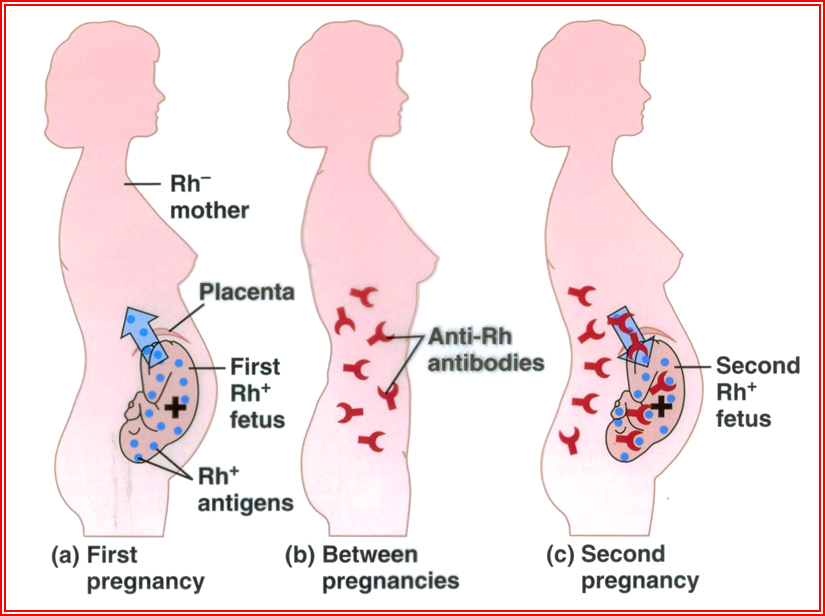 Rh⁻
mother
Placenta
First
Rh⁺
fetus
Rh⁺
antigens
(a) First
pregnancy
Anti-Rh
antibodies
(b) Between
pregnancies
Second
Rh⁺
fetus
(c) Second
pregnancy